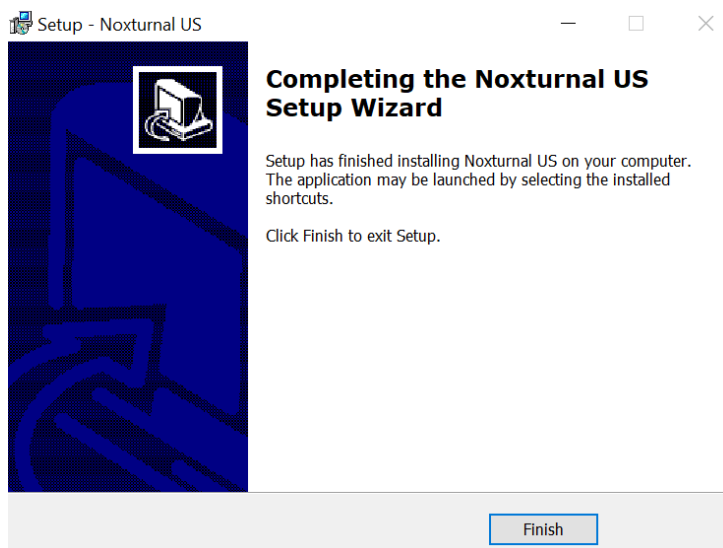 Setup - Noxturnal US
Completing the Noxturnal US
Setup Wizard
Setup has finished installing Noxturnal US on your computer.
The application may be launched by selecting the installed
shortcuts.
Click Finish to exit Setup.
Finish